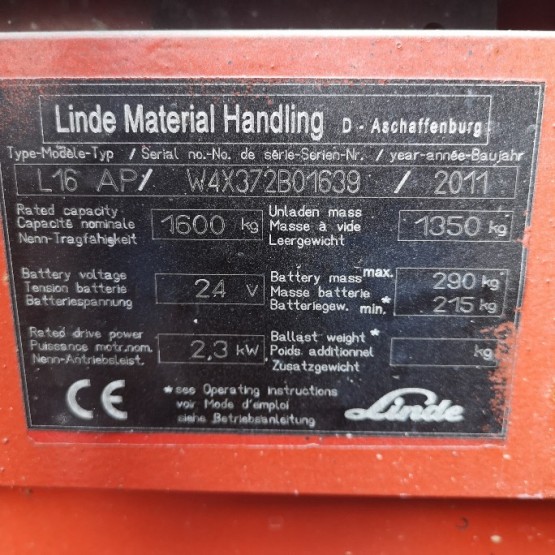 Linde Material Handling D - Aschaffenburg
Type-Modèle-Typ / Serial no.-No. de série-Serien-Nr. / year-année-Baujahr
L16 AP / W4X372B01639 / 2011
Rated capacity
Capacité nominale
Nenn-Tragfähigkeit
1600 kg
Unladen mass
Masse à vide
Leergewicht
1350 kg
Battery voltage
Tension batterie
Batteriespannung
24 V
Battery mass max. 290 kg
Masse batterie
Batteriegew. min.* 215 kg
Rated drive power
Puissance motr.nom.
Nenn-Antriebsleist.
2,3 kW
Ballast weight *
Poids additionnel
Zusatzgewicht
kg
CE
*see Operating instructions
voir Mode d'emploi
siehe Betriebsanleitung
Linde